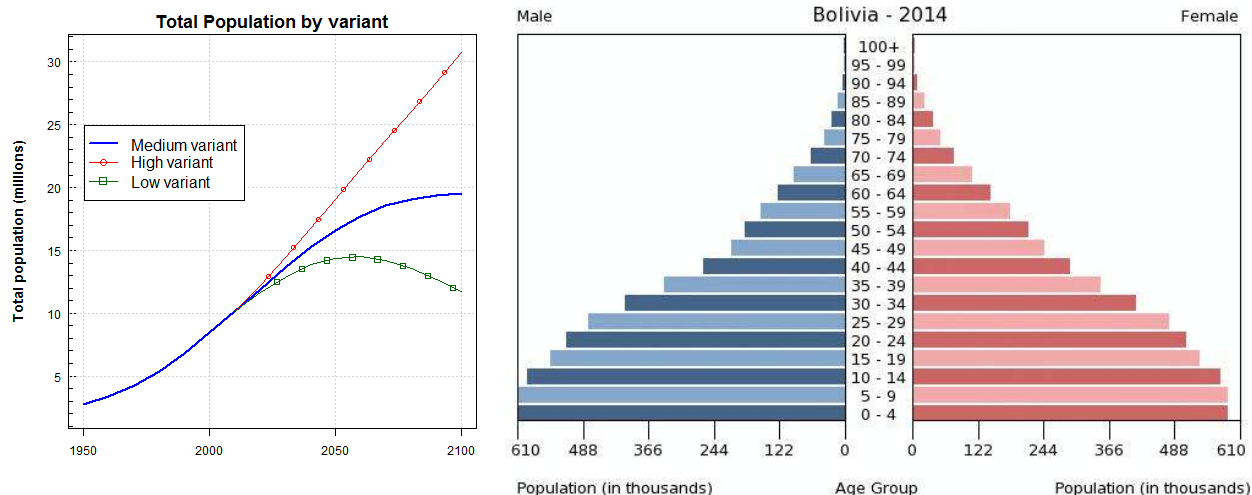 Total Population by variant
Total population (millions)
30
25
20
15
10
5
Medium variant
High variant
Low variant
1950 2000 2050 2100
Male Bolivia - 2014 Female
100+
95 - 99
90 - 94
85 - 89
80 - 84
75 - 79
70 - 74
65 - 69
60 - 64
55 - 59
50 - 54
45 - 49
40 - 44
35 - 39
30 - 34
25 - 29
20 - 24
15 - 19
10 - 14
5 - 9
0 - 4
610 488 366 244 122 0 0 122 244 366 488 610
Population (in thousands) Age Group Population (in thousands)